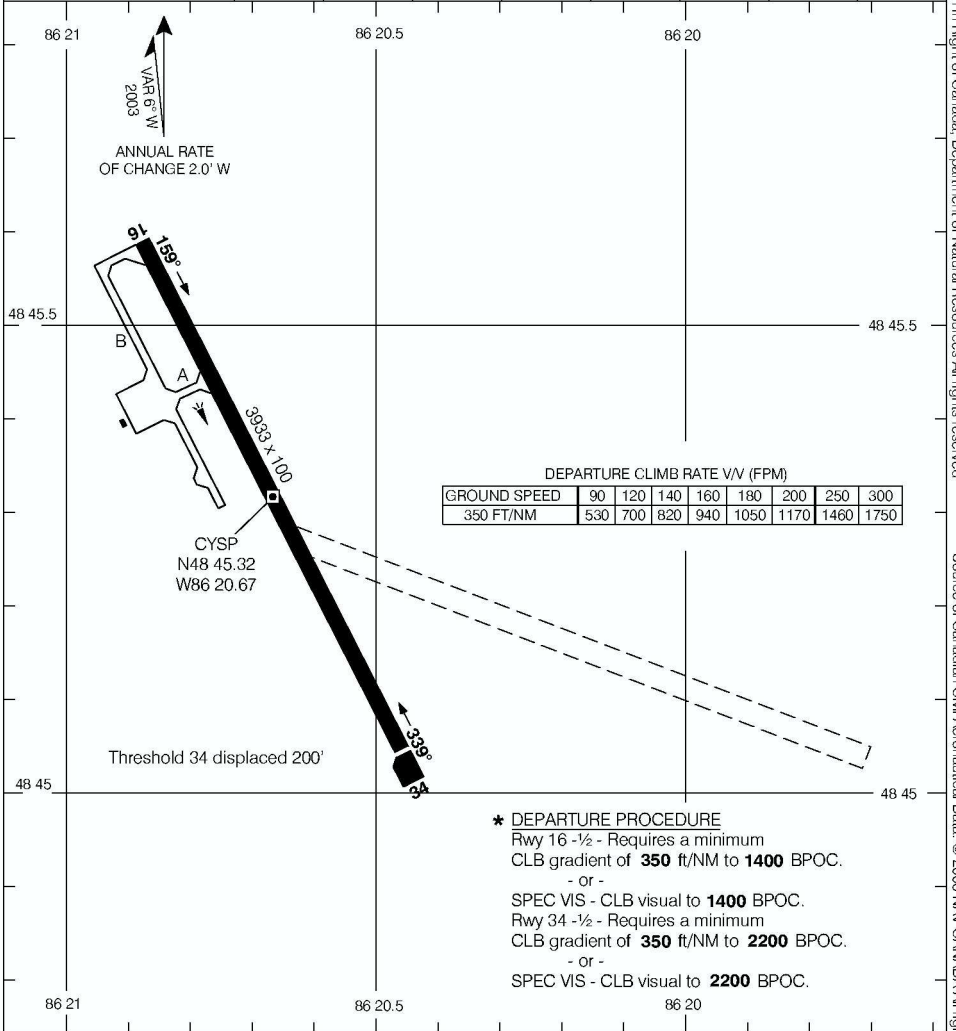 86 21
86 20.5
86 20
VAR 6° W
2003
ANNUAL RATE
OF CHANGE 2.0' W
16
159°
48 45.5
48 45.5
B
A
3933 x 100
DEPARTURE CLIMB RATE V/V (FPM)
GROUND SPEED 90 120 140 160 180 200 250 300
350 FT/NM 530 700 820 940 1050 1170 1460 1750
CYSP
N48 45.32
W86 20.67
339°
Threshold 34 displaced 200'
34
48 45
48 45
* DEPARTURE PROCEDURE
Rwy 16 -½ - Requires a minimum
CLB gradient of 350 ft/NM to 1400 BPOC.
- or -
SPEC VIS - CLB visual to 1400 BPOC.
Rwy 34 -½ - Requires a minimum
CLB gradient of 350 ft/NM to 2200 BPOC.
- or -
SPEC VIS - CLB visual to 2200 BPOC.
86 21
86 20.5
86 20